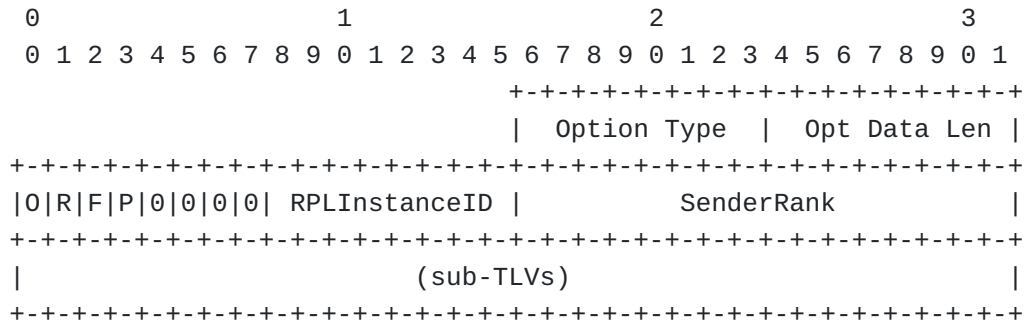 0                   1                   2                   3
 0 1 2 3 4 5 6 7 8 9 0 1 2 3 4 5 6 7 8 9 0 1 2 3 4 5 6 7 8 9 0 1
                                +-+-+-+-+-+-+-+-+-+-+-+-+-+-+-+-+
                                |  Option Type  |  Opt Data Len |
+-+-+-+-+-+-+-+-+-+-+-+-+-+-+-+-+-+-+-+-+-+-+-+-+-+-+-+-+-+-+-+-+
|O|R|F|P|0|0|0|0| RPLInstanceID |          SenderRank           |
+-+-+-+-+-+-+-+-+-+-+-+-+-+-+-+-+-+-+-+-+-+-+-+-+-+-+-+-+-+-+-+-+
|                         (sub-TLVs)                            |
+-+-+-+-+-+-+-+-+-+-+-+-+-+-+-+-+-+-+-+-+-+-+-+-+-+-+-+-+-+-+-+-+